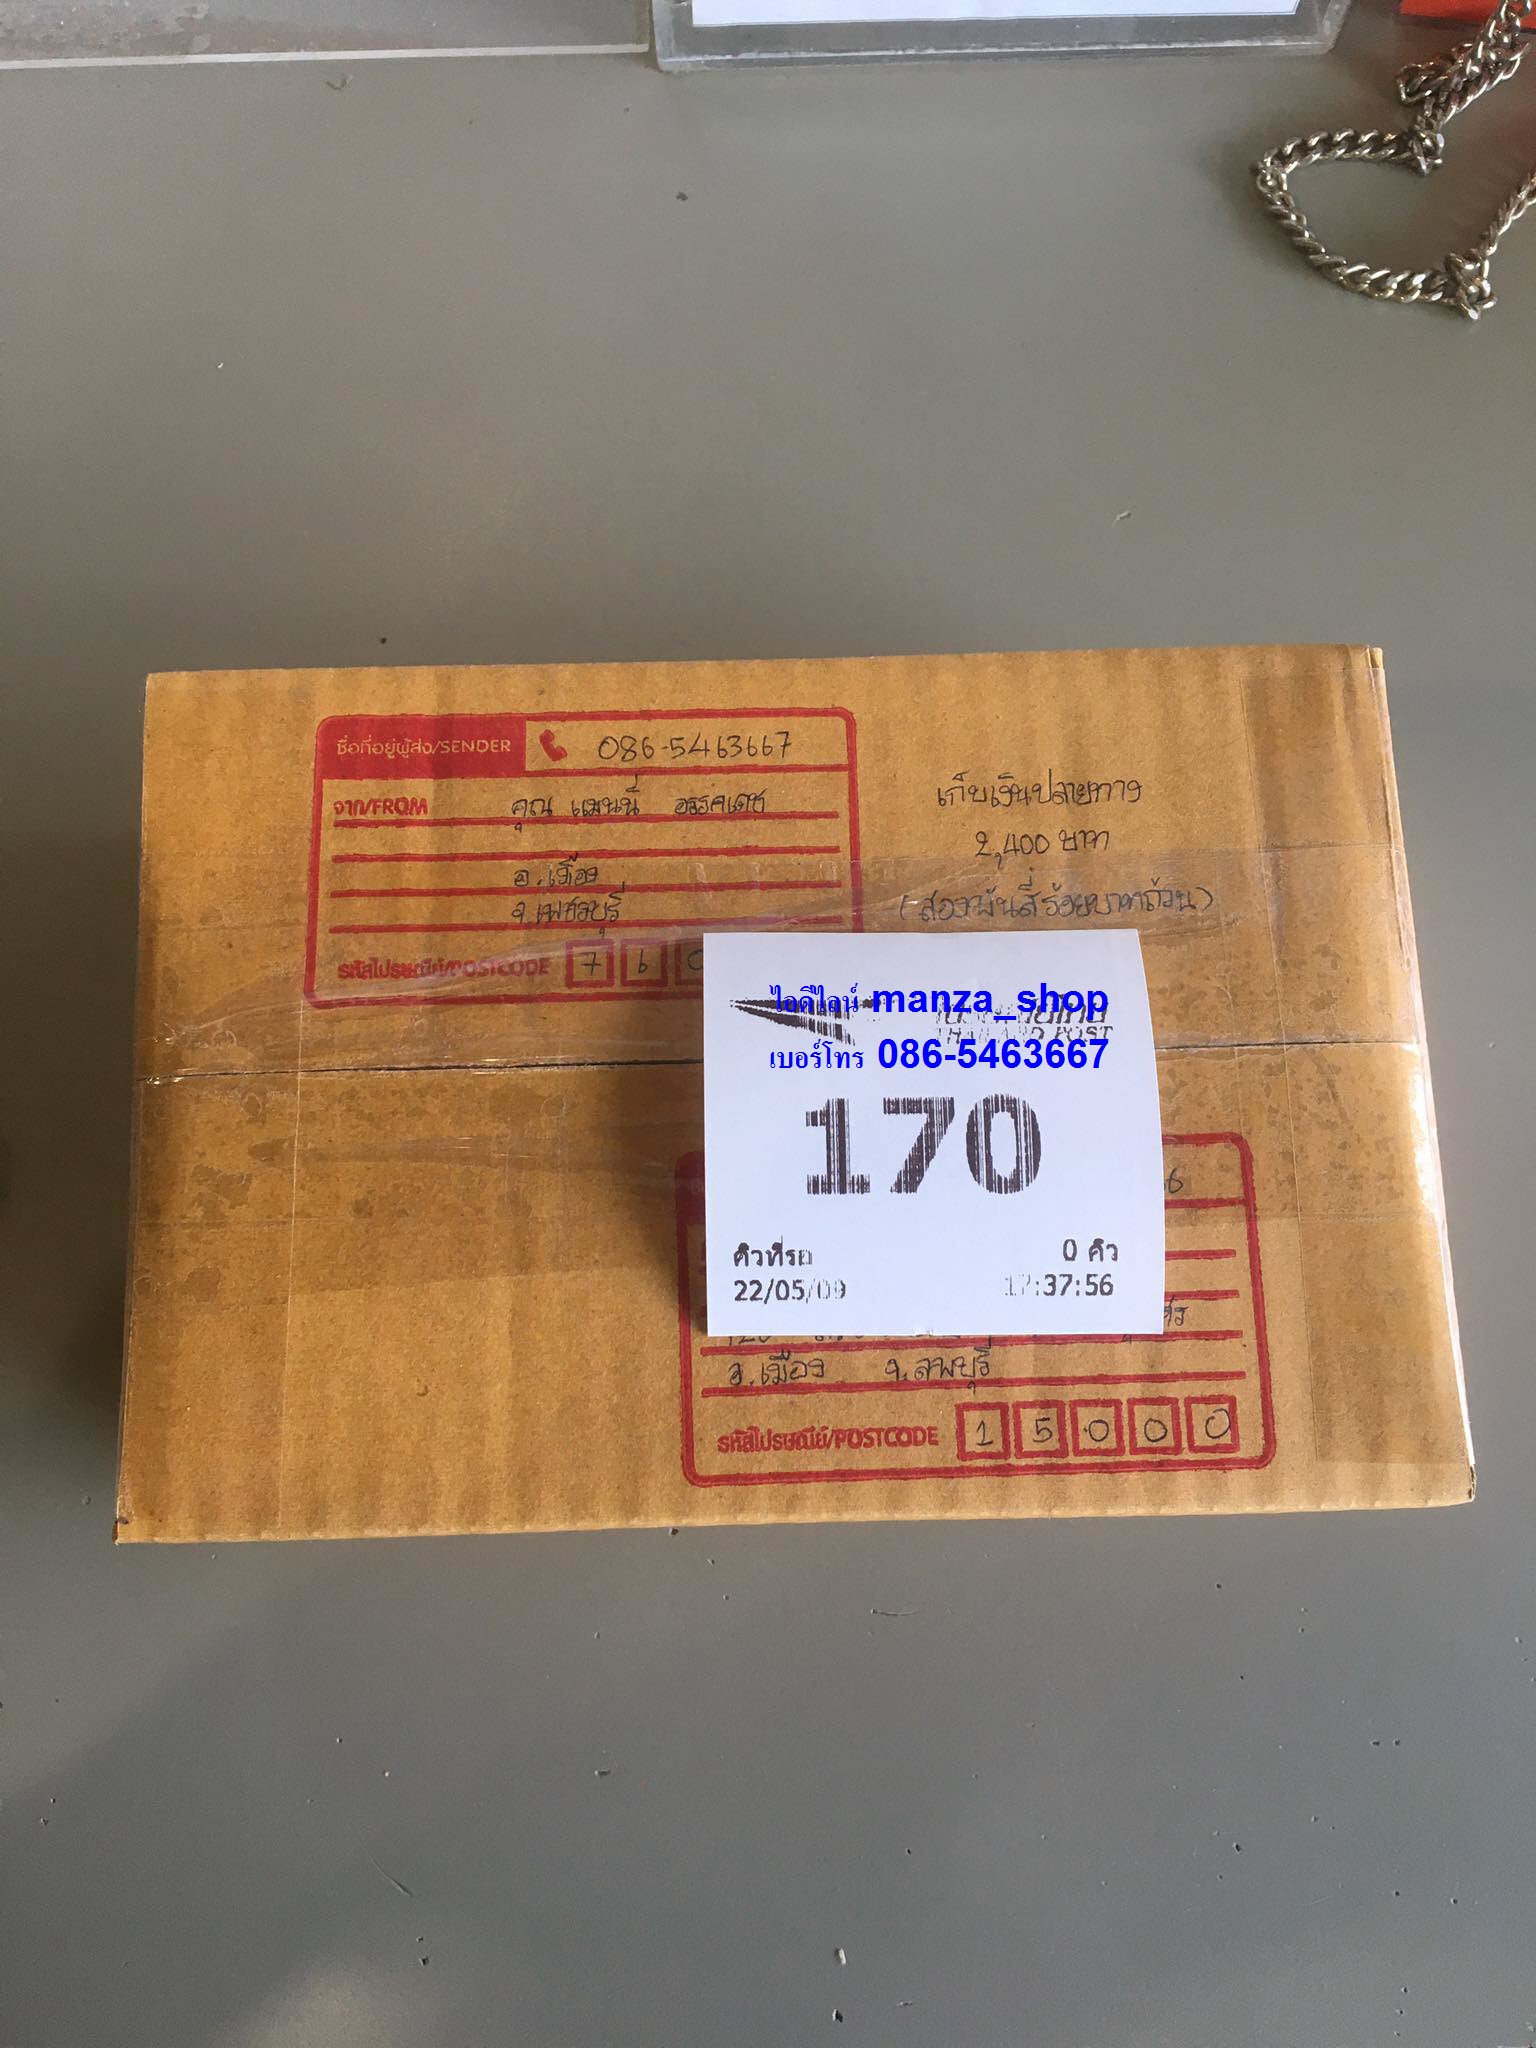 ชื่อที่อยู่ผู้ส่ง/SENDER 086-5463667
จาก/FROM คุณ แมนนี่ อรรคเดช
อ.เมือง
จ.เพชรบุรี
รหัสไปรษณีย์/POSTCODE 7 6 0
เก็บเงินปลายทาง
2,400 บาท
(สองพันสี่ร้อยบาทถ้วน)
ไอดีไลน์ manza_shop
THAILAND POST
เบอร์โทร 086-5463667
170
คิวที่รอ 0 คิว
22/05/09 17:37:56
อ.เมือง จ.ลพบุรี
รหัสไปรษณีย์/POSTCODE 1 5 0 0 0